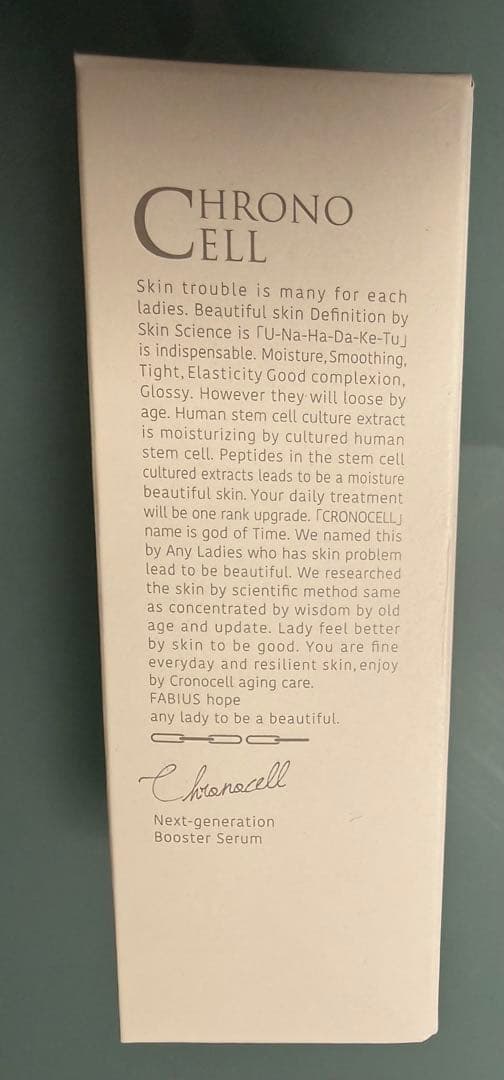 CHRONO
CELL
Skin trouble is many for each
ladies. Beautiful skin Definition by
Skin Science is 「U-Na-Ha-Da-Ke-Tu」
is indispensable. Moisture,Smoothing,
Tight, Elasticity Good complexion,
Glossy. However they will loose by
age. Human stem cell culture extract
is moisturizing by cultured human
stem cell. Peptides in the stem cell
cultured extracts leads to be a moisture
beautiful skin. Your daily treatment
will be one rank upgrade. 「CRONOCELL」
name is god of Time. We named this
by Any Ladies who has skin problem
lead to be beautiful. We researched
the skin by scientific method same
as concentrated by wisdom by old
age and update. Lady feel better
by skin to be good. You are fine
everyday and resilient skin,enjoy
by Cronocell aging care.
FABIUS hope
any lady to be a beautiful.
Chronocell
Next-generation
Booster Serum